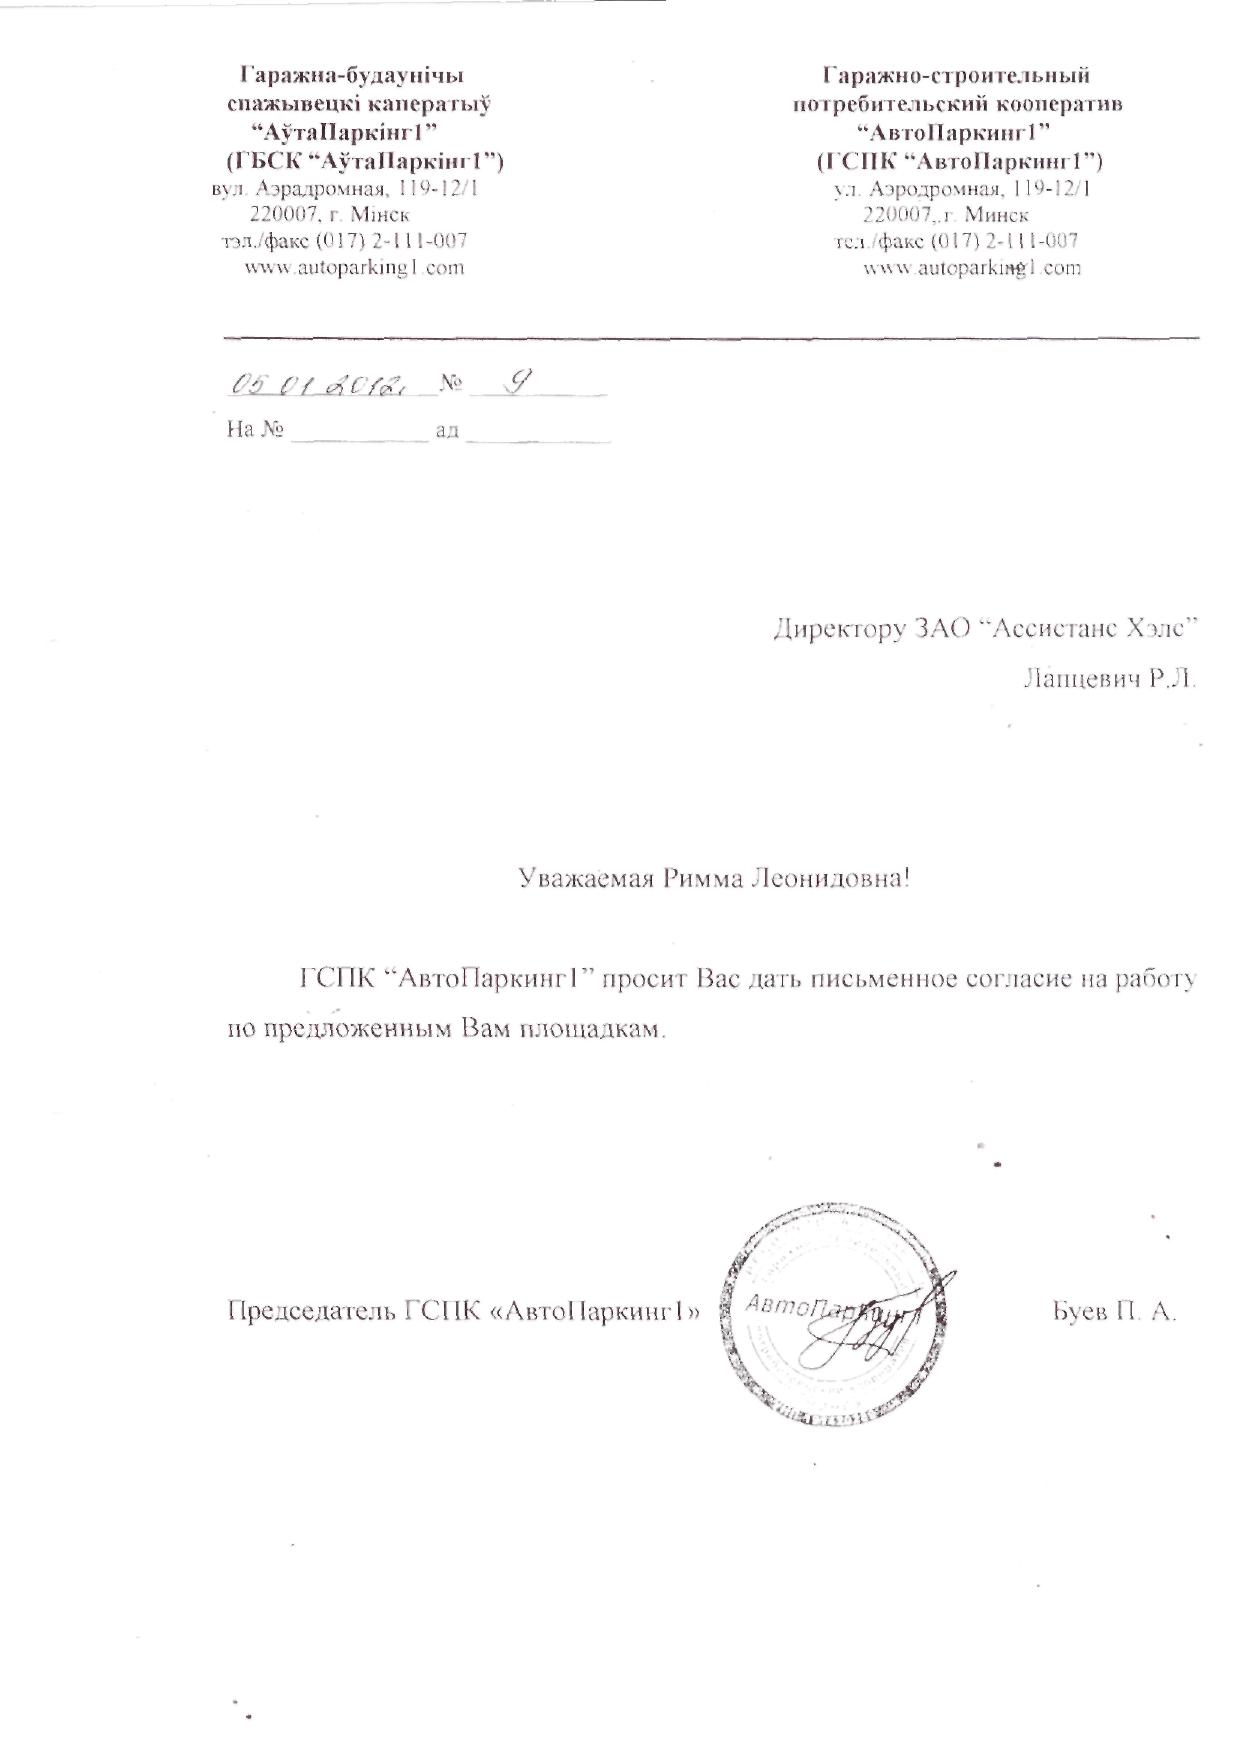 Гаражна-будаунічы
спажывецкі каператыў
“АўтаПаркінг1”
(ГБСК “АўтаПаркінг1”)
вул. Аэрадромная, 119-12/1
220007, г. Мінск
тэл./факс (017) 2-111-007
www.autoparking1.com
Гаражно-строительный
потребительский кооператив
“АвтоПаркинг1”
(ГСПК “АвтоПаркинг1”)
ул. Аэродромная, 119-12/1
220007,.г. Минск
тел./факс (017) 2-111-007
www.autoparking1.com
05 01 2012г № 9
На № ___________ ад ___________
Директору ЗАО “Ассистанс Хэлс”
Лапцевич Р.Л.
Уважаемая Римма Леонидовна!
ГСПК “АвтоПаркинг1” просит Вас дать письменное согласие на работу
по предложенным Вам площадкам.
Председатель ГСПК «АвтоПаркинг1» Буев П. А.
АвтоПаркинг1